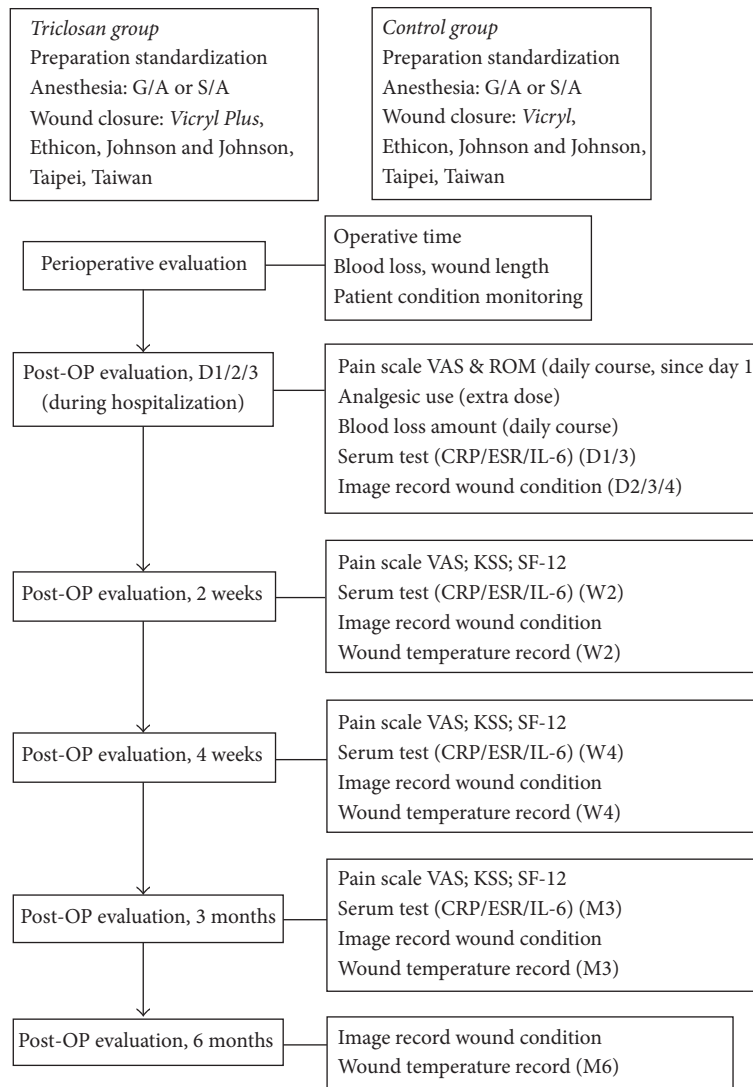 Triclosan group
Preparation standardization
Anesthesia: G/A or S/A
Wound closure: Vicryl Plus,
Ethicon, Johnson and Johnson,
Taipei, Taiwan
Control group
Preparation standardization
Anesthesia: G/A or S/A
Wound closure: Vicryl,
Ethicon, Johnson and Johnson,
Taipei, Taiwan
Perioperative evaluation
Operative time
Blood loss, wound length
Patient condition monitoring
Post-OP evaluation, D1/2/3
(during hospitalization)
Pain scale VAS & ROM (daily course, since day 1
Analgesic use (extra dose)
Blood loss amount (daily course)
Serum test (CRP/ESR/IL-6) (D1/3)
Image record wound condition (D2/3/4)
Post-OP evaluation, 2 weeks
Pain scale VAS; KSS; SF-12
Serum test (CRP/ESR/IL-6) (W2)
Image record wound condition
Wound temperature record (W2)
Post-OP evaluation, 4 weeks
Pain scale VAS; KSS; SF-12
Serum test (CRP/ESR/IL-6) (W4)
Image record wound condition
Wound temperature record (W4)
Post-OP evaluation, 3 months
Pain scale VAS; KSS; SF-12
Serum test (CRP/ESR/IL-6) (M3)
Image record wound condition
Wound temperature record (M3)
Post-OP evaluation, 6 months
Image record wound condition
Wound temperature record (M6)